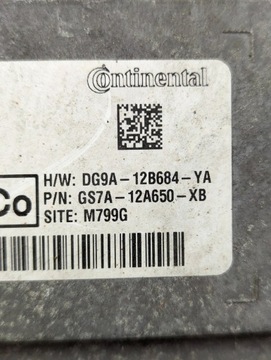 Continental
H/W: DG9A-12B684-YA
Co
P/N: GS7A-12A650-XB
SITE: M799G